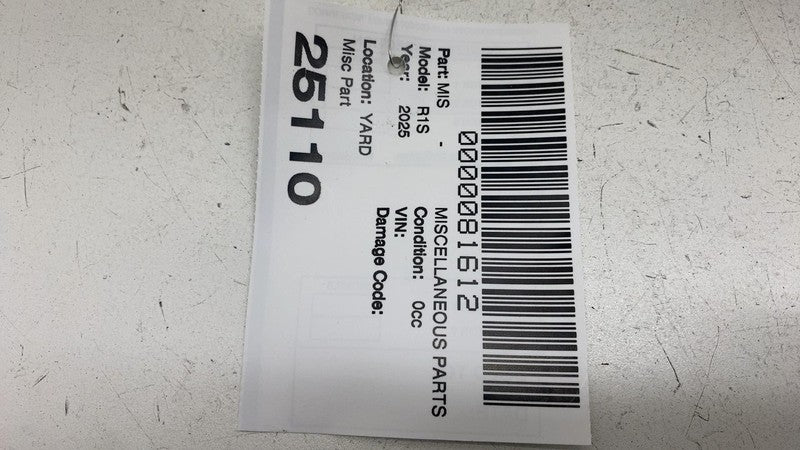 0000081612
Part: MIS - MISCELLANEOUS PARTS
Model: R1S Condition: 0cc
Year: 2025 VIN:
Damage Code:
Location: YARD
Misc Part
25110